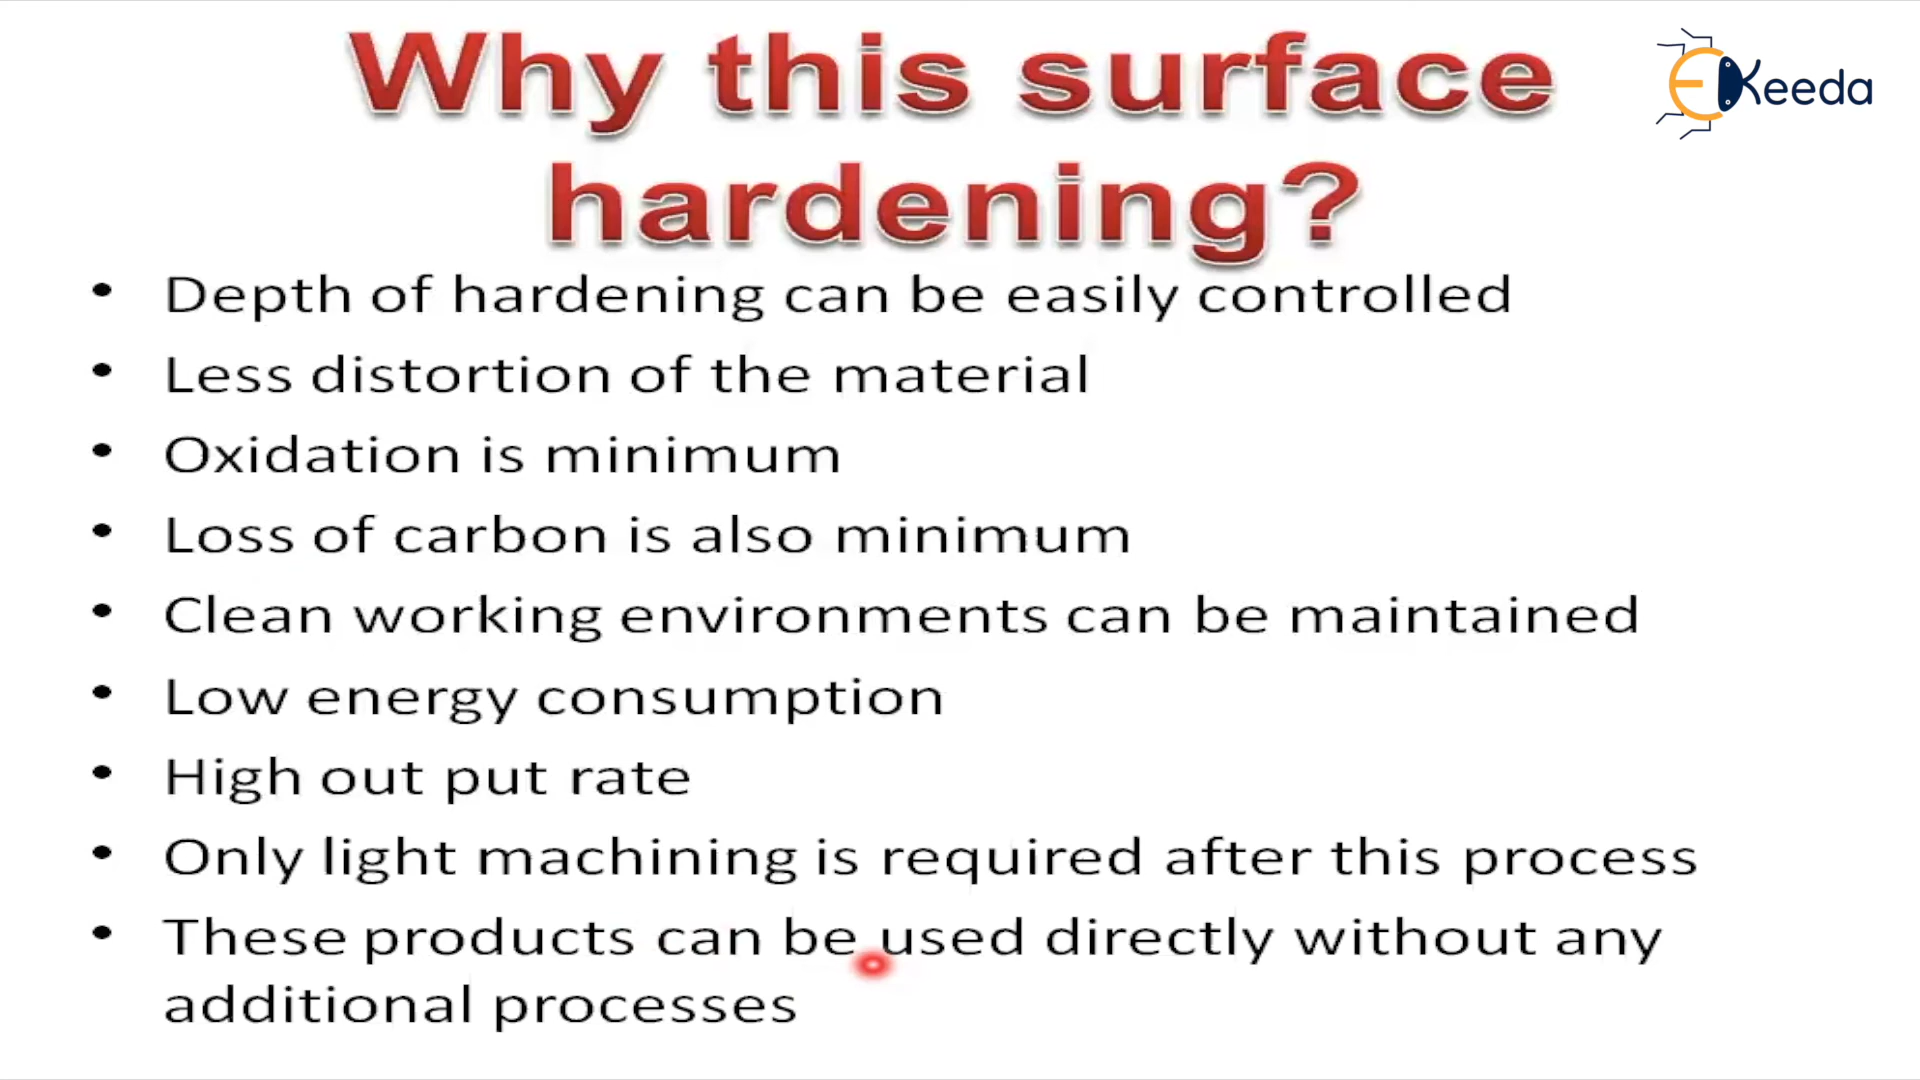 Why this surface
hardening?
EKeeda
• Depth of hardening can be easily controlled
• Less distortion of the material
• Oxidation is minimum
• Loss of carbon is also minimum
• Clean working environments can be maintained
• Low energy consumption
• High out put rate
• Only light machining is required after this process
• These products can be used directly without any
additional processes